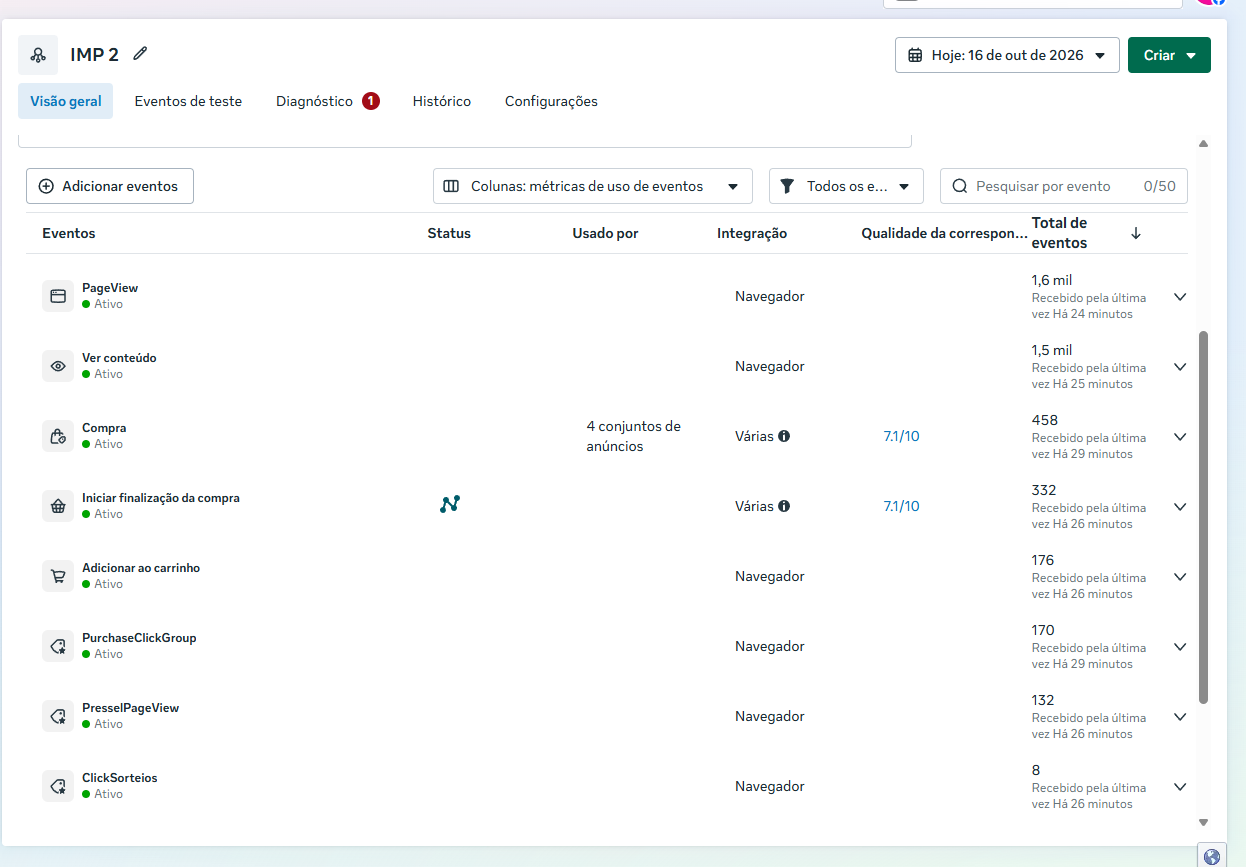 IMP 2
Hoje: 16 de out de 2026
Criar
Visão geral
Eventos de teste
Diagnóstico
1
Histórico
Configurações
Adicionar eventos
Colunas: métricas de uso de eventos
Todos os e...
Pesquisar por evento
0/50
Eventos
Status
Usado por
Integração
Qualidade da correspon...
Total de
eventos
PageView
Ativo
Navegador
1,6 mil
Recebido pela última
vez Há 24 minutos
Ver conteúdo
Ativo
Navegador
1,5 mil
Recebido pela última
vez Há 25 minutos
Compra
Ativo
4 conjuntos de
anúncios
Várias
7.1/10
458
Recebido pela última
vez Há 29 minutos
Iniciar finalização da compra
Ativo
Várias
7.1/10
332
Recebido pela última
vez Há 26 minutos
Adicionar ao carrinho
Ativo
Navegador
176
Recebido pela última
vez Há 26 minutos
PurchaseClickGroup
Ativo
Navegador
170
Recebido pela última
vez Há 29 minutos
PresselPageView
Ativo
Navegador
132
Recebido pela última
vez Há 26 minutos
ClickSorteios
Ativo
Navegador
8
Recebido pela última
vez Há 26 minutos